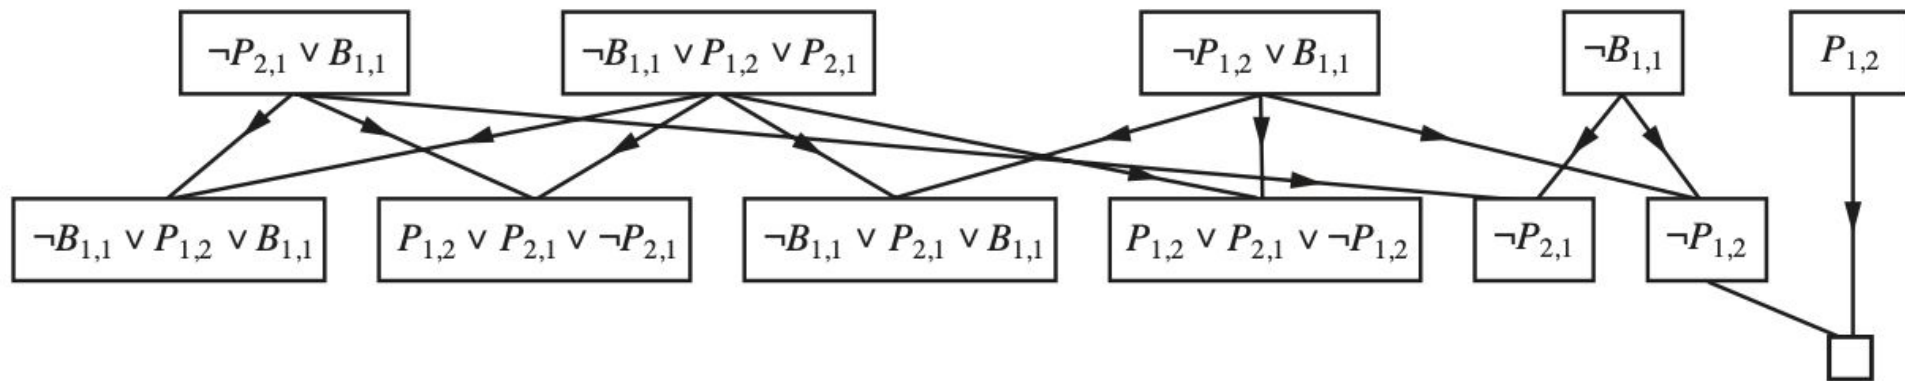 ¬P2,1 ∨ B1,1
¬B1,1 ∨ P1,2 ∨ P2,1
¬P1,2 ∨ B1,1
¬B1,1
P1,2
¬B1,1 ∨ P1,2 ∨ B1,1
P1,2 ∨ P2,1 ∨ ¬P2,1
¬B1,1 ∨ P2,1 ∨ B1,1
P1,2 ∨ P2,1 ∨ ¬P1,2
¬P2,1
¬P1,2